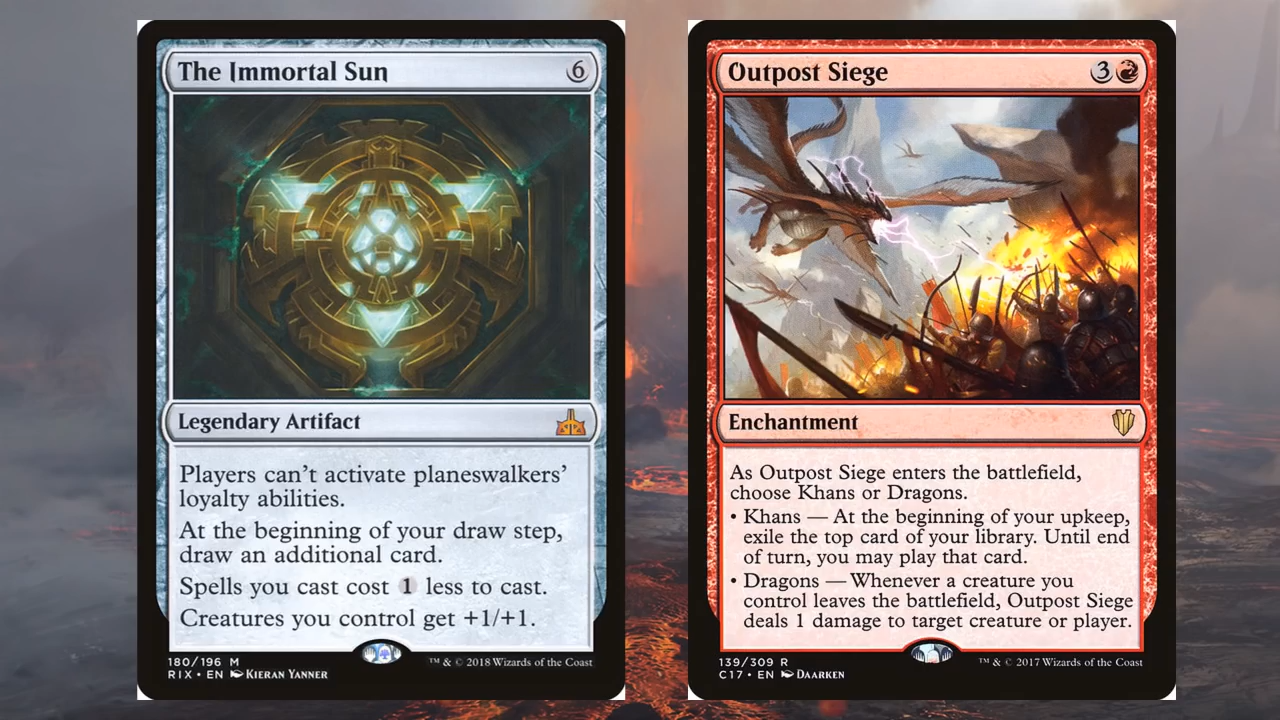 The Immortal Sun 6
Legendary Artifact
Players can't activate planeswalkers'
loyalty abilities.
At the beginning of your draw step,
draw an additional card.
Spells you cast cost 1 less to cast.
Creatures you control get +1/+1.
180/196 M
RIX • EN Kieran Yanner
™ & © 2018 Wizards of the Coast
Outpost Siege 3
Enchantment
As Outpost Siege enters the battlefield,
choose Khans or Dragons.
• Khans — At the beginning of your upkeep,
exile the top card of your library. Until end
of turn, you may play that card.
• Dragons — Whenever a creature you
control leaves the battlefield, Outpost Siege
deals 1 damage to target creature or player.
139/309 R
C17 • EN Daarken
™ & © 2017 Wizards of the Coast